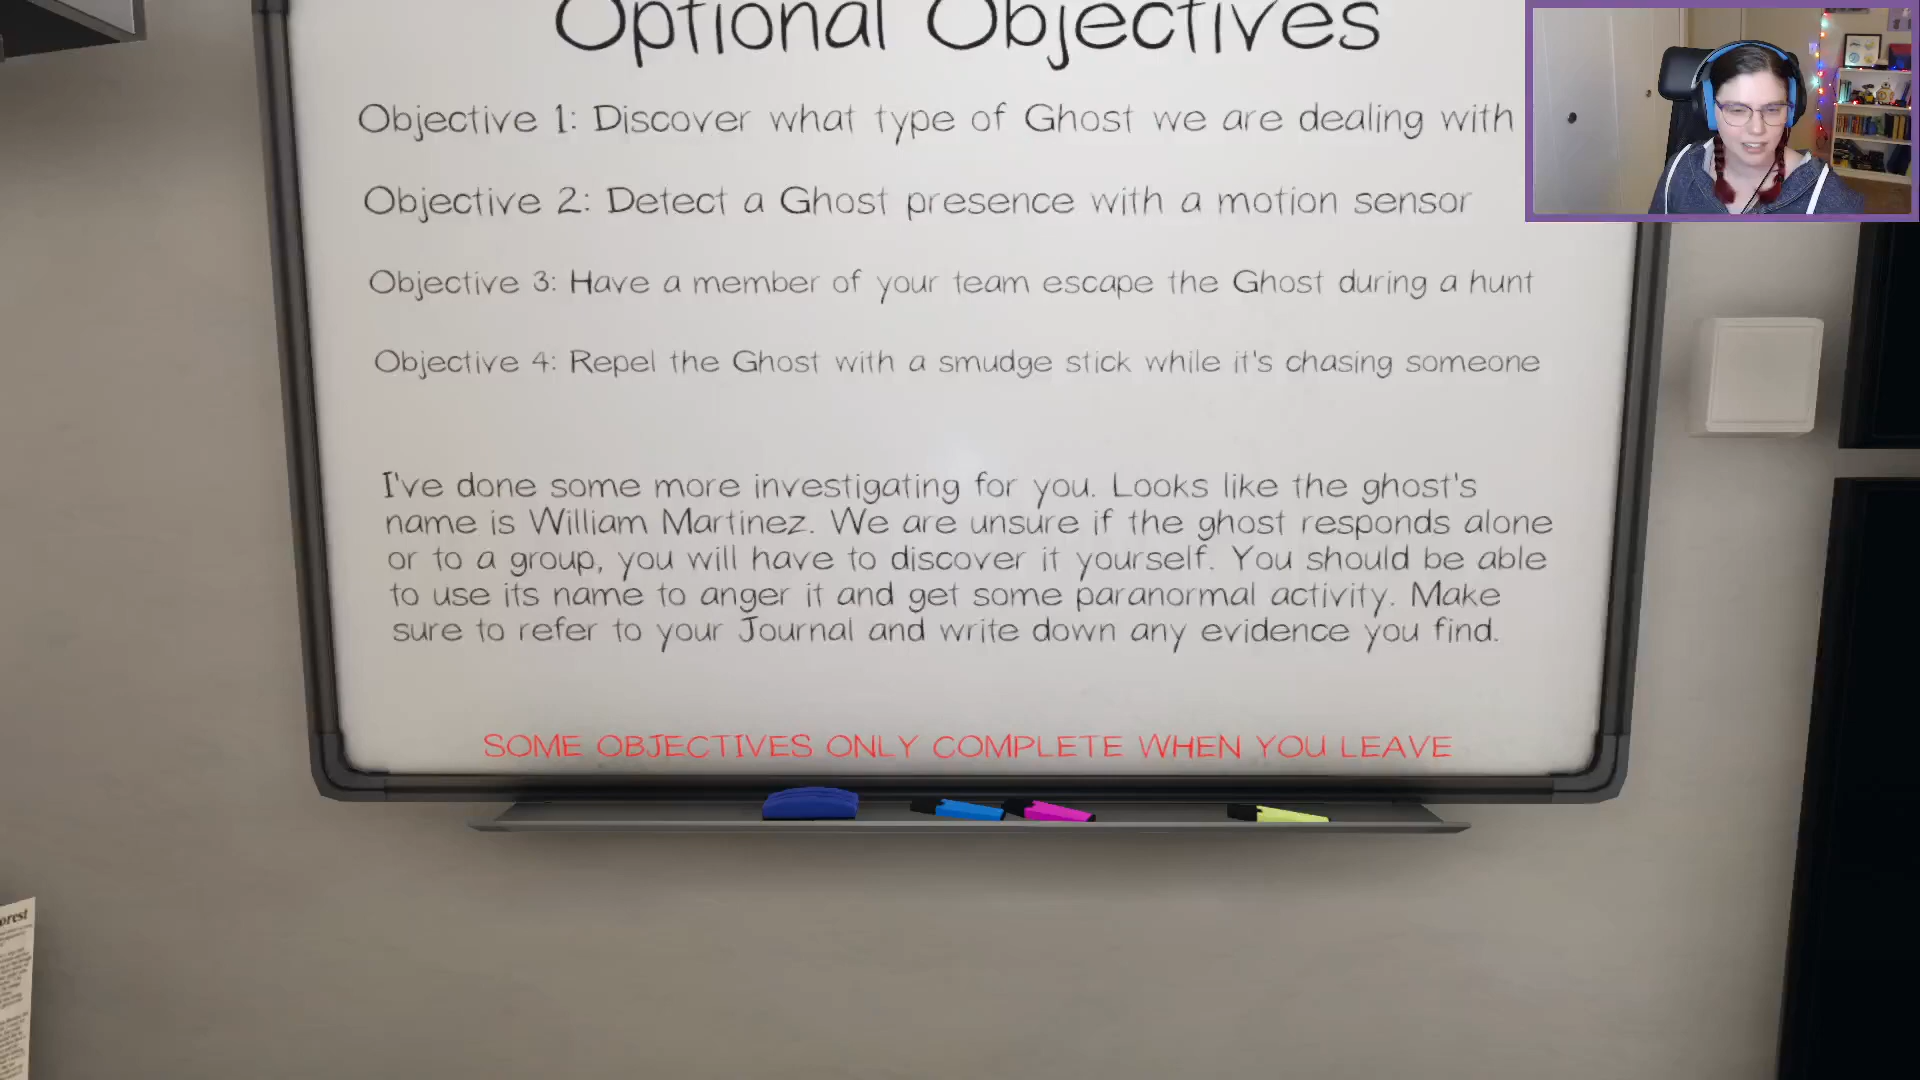 Optional Objectives
Objective 1: Discover what type of Ghost we are dealing with
Objective 2: Detect a Ghost presence with a motion sensor
Objective 3: Have a member of your team escape the Ghost during a hunt
Objective 4: Repel the Ghost with a smudge stick while it's chasing someone
I've done some more investigating for you. Looks like the ghost's
name is William Martinez. We are unsure if the ghost responds alone
or to a group, you will have to discover it yourself. You should be able
to use its name to anger it and get some paranormal activity. Make
sure to refer to your Journal and write down any evidence you find.
SOME OBJECTIVES ONLY COMPLETE WHEN YOU LEAVE
orest